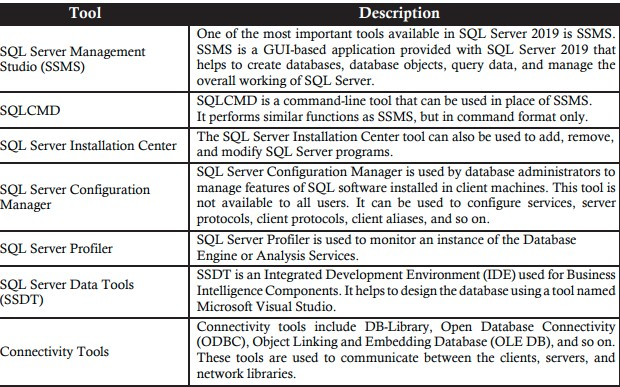 Tool Description
SQL Server Management
Studio (SSMS)
One of the most important tools available in SQL Server 2019 is SSMS.
SSMS is a GUI-based application provided with SQL Server 2019 that
helps to create databases, database objects, query data, and manage the
overall working of SQL Server.
SQLCMD
SQLCMD is a command-line tool that can be used in place of SSMS.
It performs similar functions as SSMS, but in command format only.
SQL Server Installation Center
The SQL Server Installation Center tool can also be used to add, remove,
and modify SQL Server programs.
SQL Server Configuration
Manager
SQL Server Configuration Manager is used by database administrators to
manage features of SQL software installed in client machines. This tool is
not available to all users. It can be used to configure services, server
protocols, client protocols, client aliases, and so on.
SQL Server Profiler
SQL Server Profiler is used to monitor an instance of the Database
Engine or Analysis Services.
SQL Server Data Tools
(SSDT)
SSDT is an Integrated Development Environment (IDE) used for Business
Intelligence Components. It helps to design the database using a tool named
Microsoft Visual Studio.
Connectivity Tools
Connectivity tools include DB-Library, Open Database Connectivity
(ODBC), Object Linking and Embedding Database (OLE DB), and so on.
These tools are used to communicate between the clients, servers, and
network libraries.